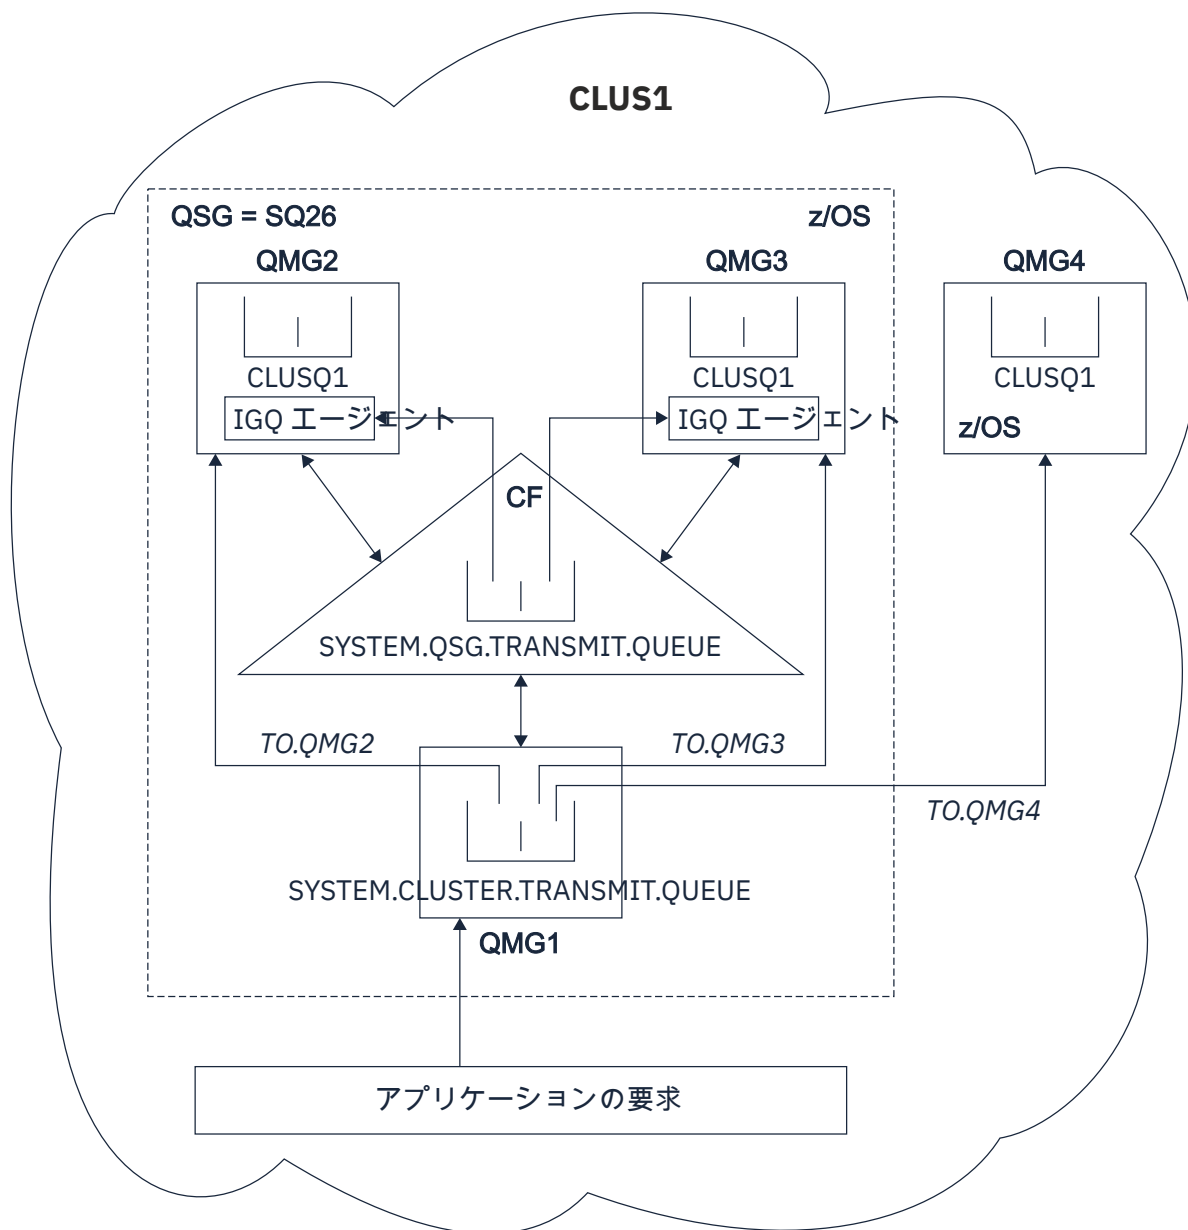 CLUS1
QSG = SQ26
z/OS
QMG2
QMG3
QMG4
CLUSQ1
CLUSQ1
CLUSQ1
IGQ エージェント
IGQ エージェント
z/OS
CF
SYSTEM.QSG.TRANSMIT.QUEUE
TO.QMG2
TO.QMG3
TO.QMG4
SYSTEM.CLUSTER.TRANSMIT.QUEUE
QMG1
アプリケーションの要求